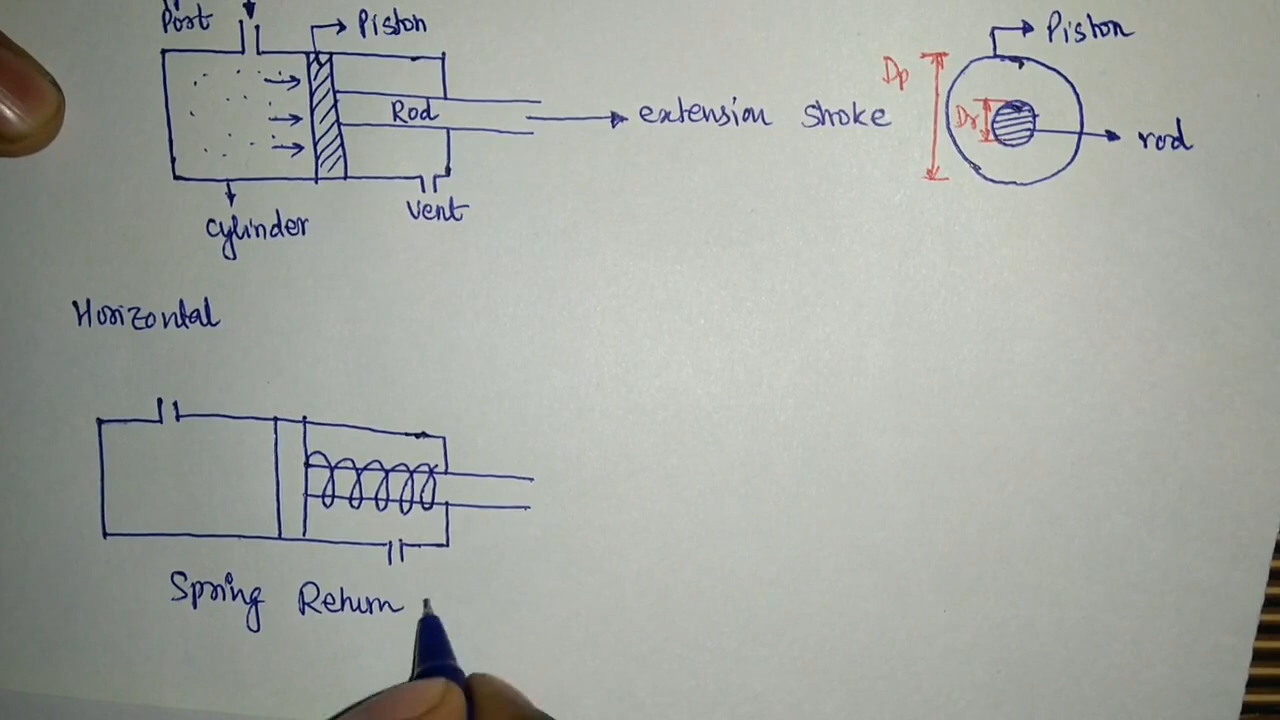 Port
Piston
Rod
extension stroke
cylinder
Vent
Piston
Dp
Dr
rod
Horizontal
Spring Return